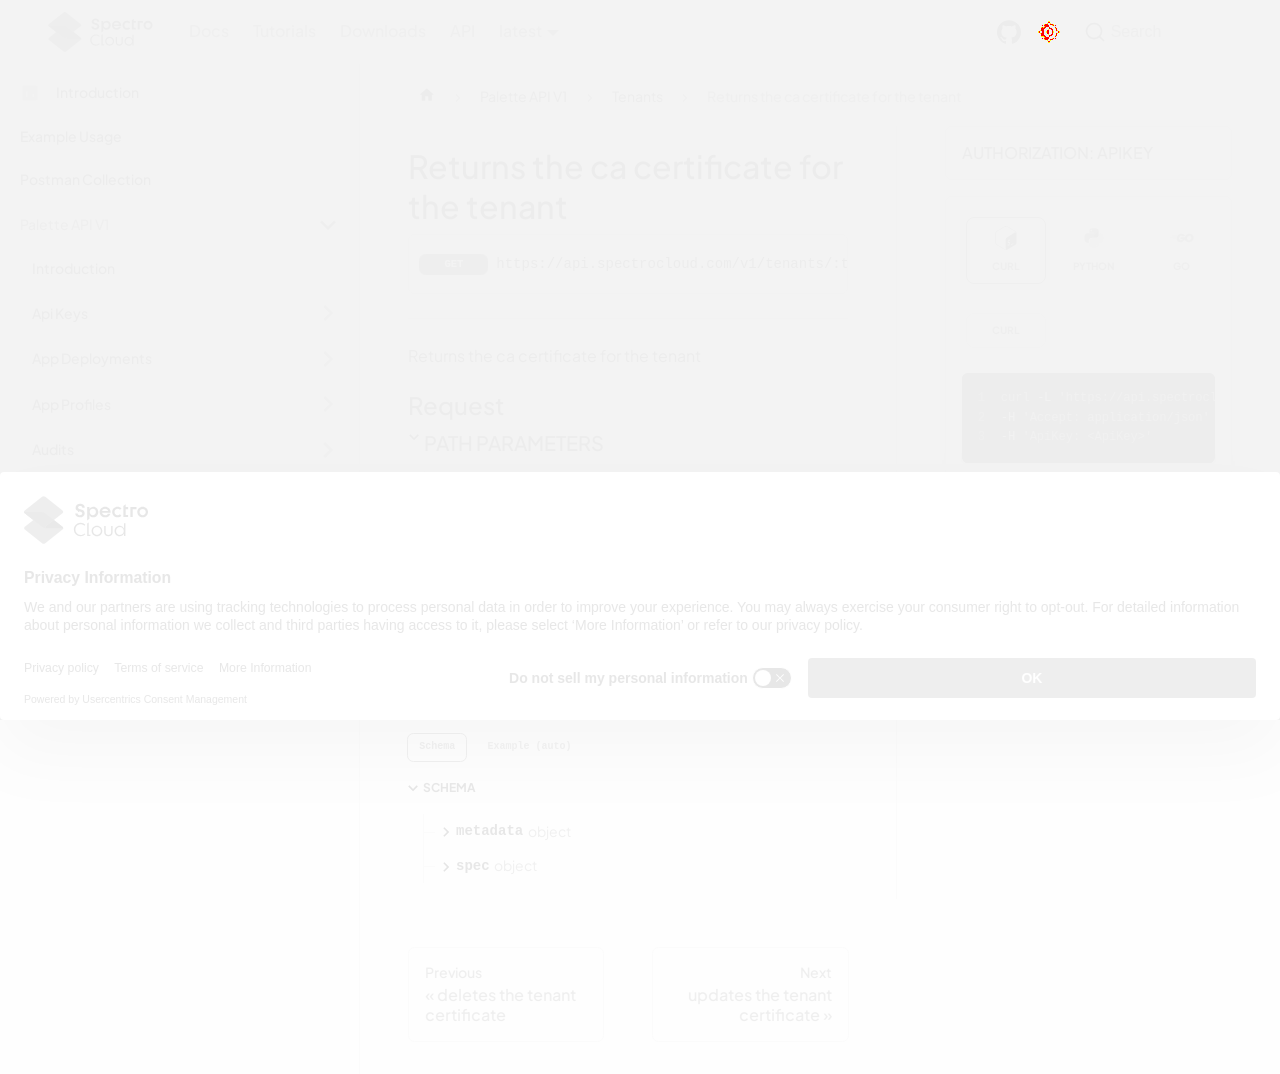 Spectro Cloud
Docs Tutorials Downloads API latest
Search
Introduction
Example Usage
Postman Collection
Palette API V1
Introduction
Api Keys
App Deployments
App Profiles
Audits
Palette API V1 Tenants Returns the ca certificate for the tenant
Returns the ca certificate for
the tenant
GET https://api.spectrocloud.com/v1/tenants/:t
Returns the ca certificate for the tenant
Request
PATH PARAMETERS
AUTHORIZATION: APIKEY
CURL PYTHON GO
CURL
Spectro Cloud
Privacy Information
We and our partners are using tracking technologies to process personal data in order to improve your experience. You may always exercise your consumer right to opt-out. For detailed information
about personal information we collect and third parties having access to it, please select 'More Information' or refer to our privacy policy.
Privacy policy Terms of service More Information
Powered by Usercentrics Consent Management
Do not sell my personal information
OK
Schema Example (auto)
SCHEMA
metadata object
spec object
Previous
« deletes the tenant
certificate
Next
updates the tenant
certificate »